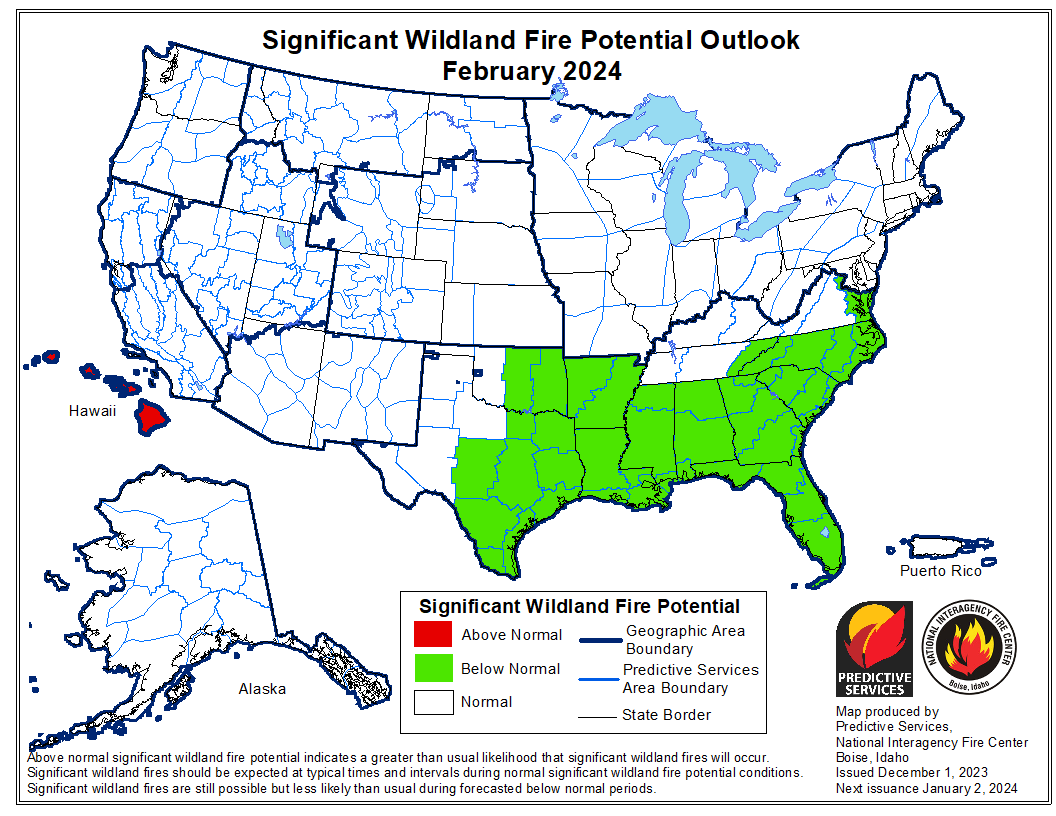 Significant Wildland Fire Potential Outlook
February 2024
Hawaii
Alaska
Puerto Rico
Significant Wildland Fire Potential
Above Normal
Below Normal
Normal
Geographic Area
Boundary
Predictive Services
Area Boundary
State Border
PREDICTIVE
SERVICES
NATIONAL INTERAGENCY FIRE CENTER
Boise, Idaho
Map produced by
Predictive Services,
National Interagency Fire Center
Boise, Idaho
Issued December 1, 2023
Next issuance January 2, 2024
Above normal significant wildland fire potential indicates a greater than usual likelihood that significant wildland fires will occur.
Significant wildland fires should be expected at typical times and intervals during normal significant wildland fire potential conditions.
Significant wildland fires are still possible but less likely than usual during forecasted below normal periods.